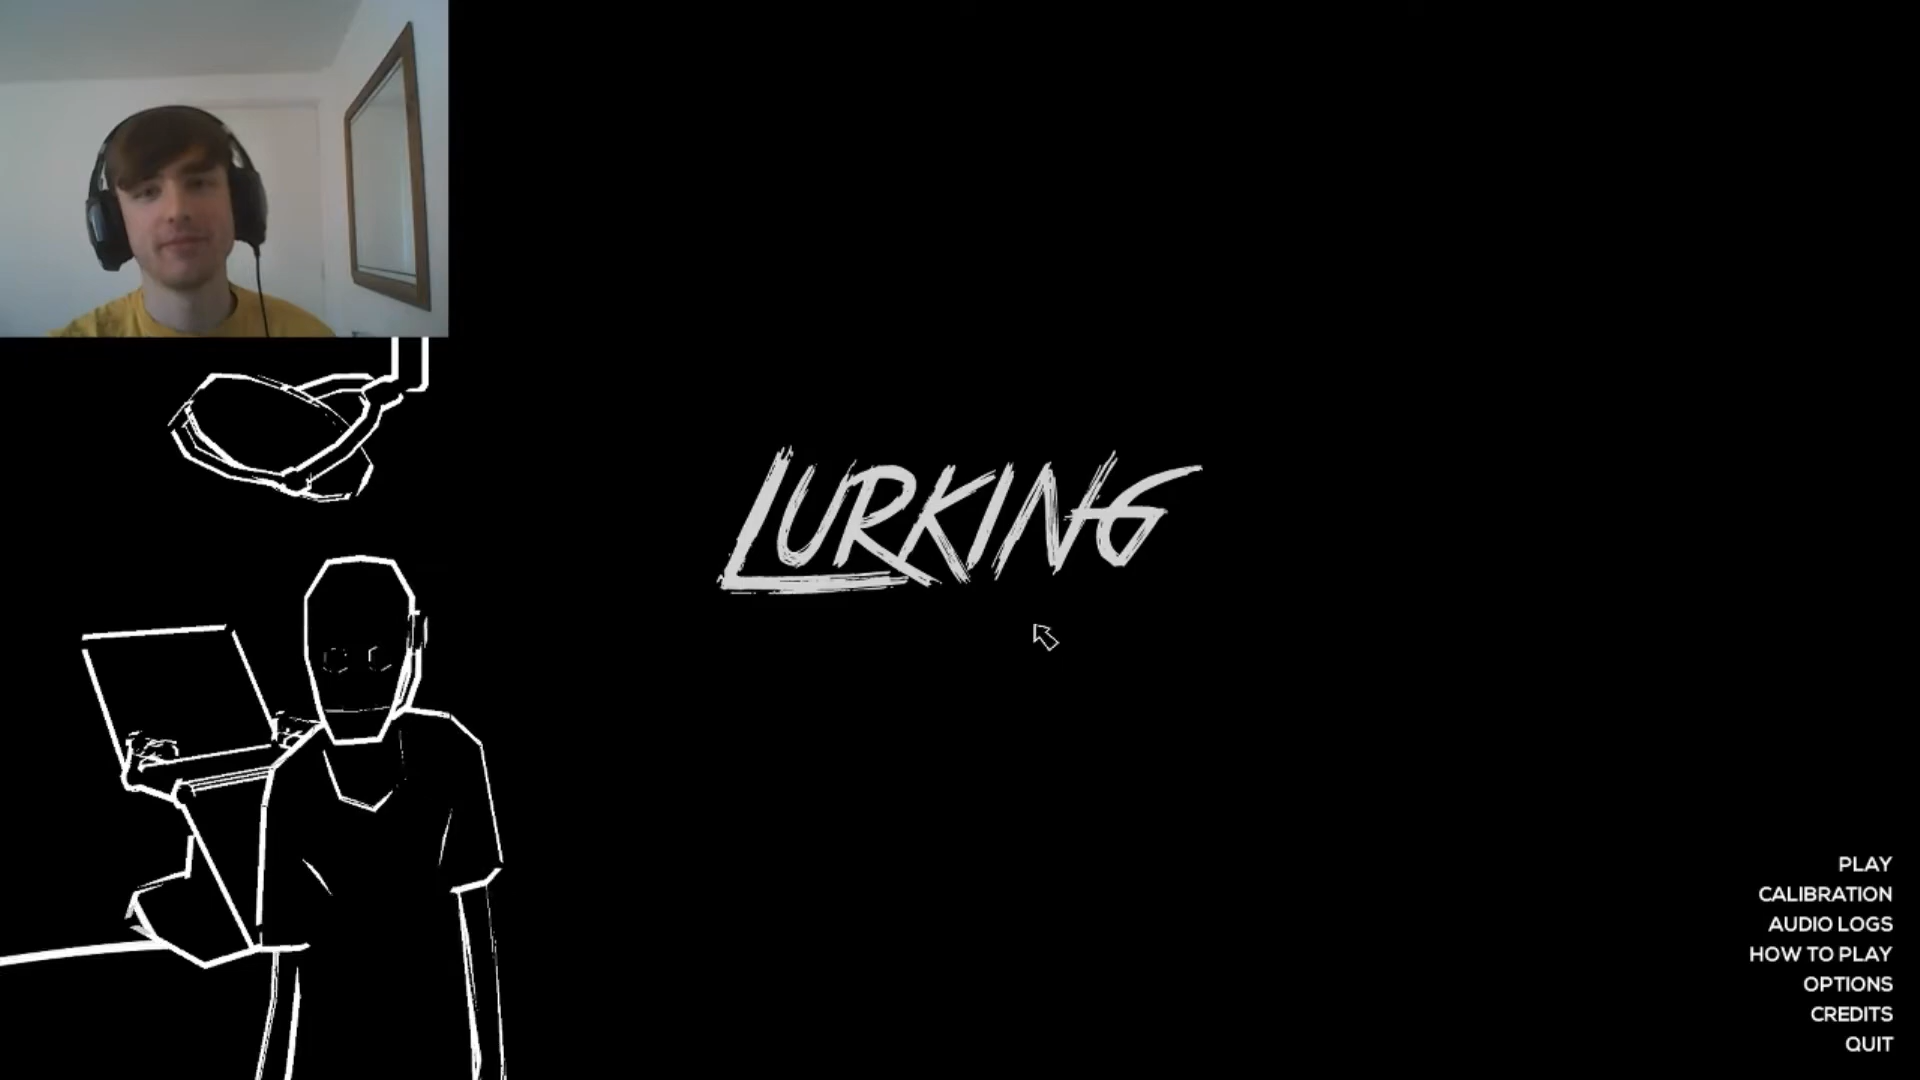 LURKING
PLAY
CALIBRATION
AUDIO LOGS
HOW TO PLAY
OPTIONS
CREDITS
QUIT